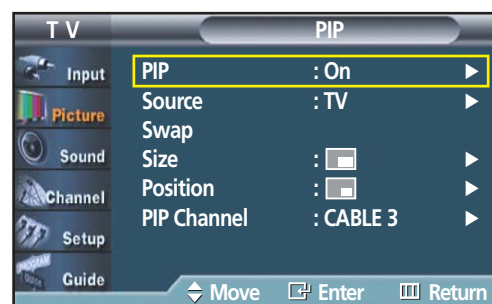 T V PIP
Input
Picture
Sound
Channel
Setup
Guide
PIP : On
Source : TV
Swap
Size :
Position :
PIP Channel : CABLE 3
Move Enter Return